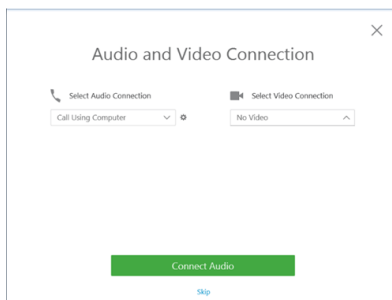 Audio and Video Connection
Select Audio Connection
Select Video Connection
Call Using Computer
No Video
Connect Audio
Skip